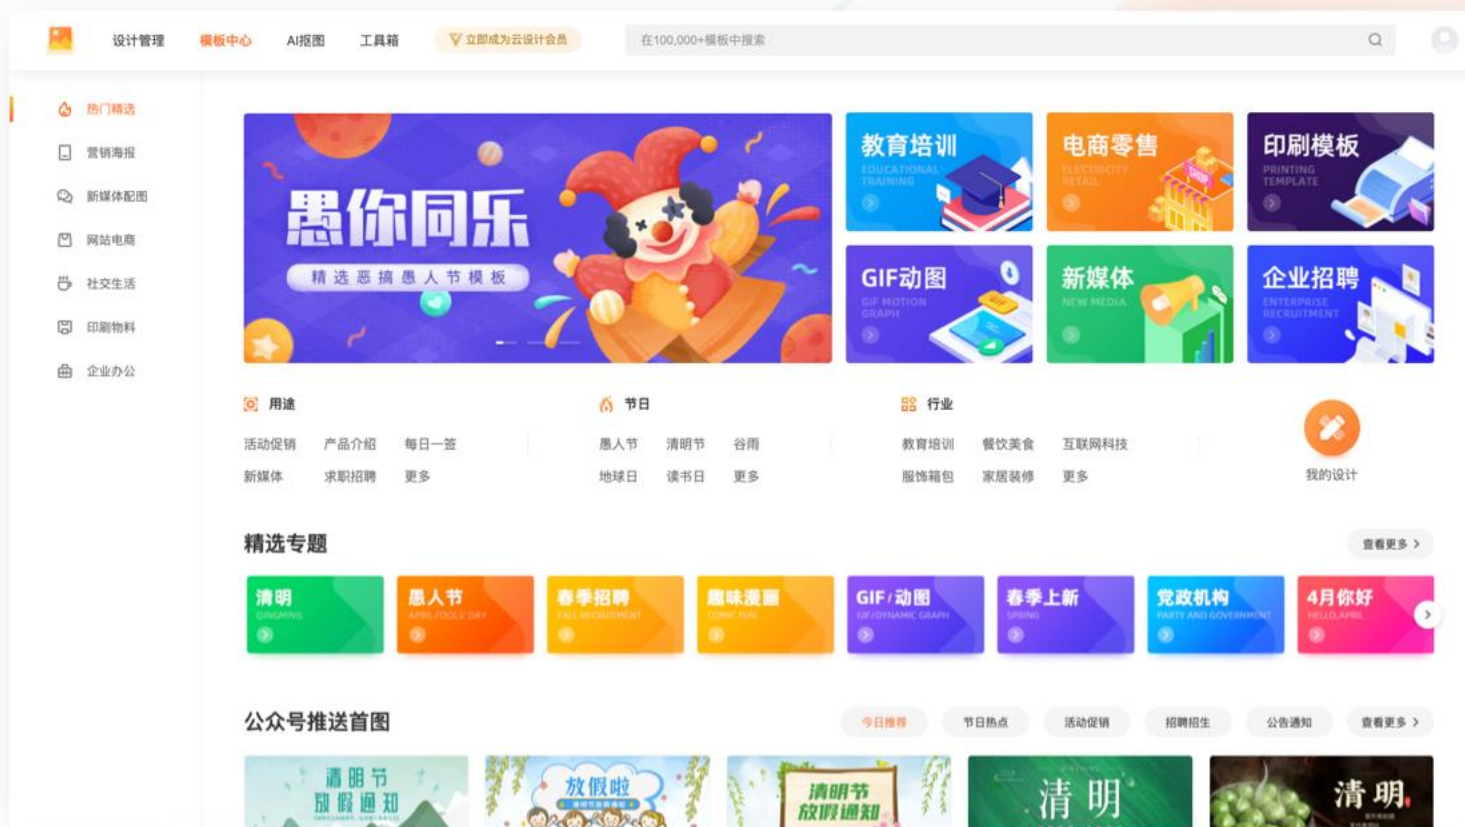 设计管理
模板中心
AI抠图
工具箱
立即成为云设计会员
在100,000+模板中搜索
热门精选
营销海报
新媒体配图
网站电商
社交生活
印刷物料
企业办公
愚你同乐
精选恶搞愚人节模板
教育培训
EDUCATIONAL
TRAINING
电商零售
ELECTRICITY
RETAIL
SHOP
印刷模板
PRINTING
TEMPLATE
GIF动图
GIF MOTION
GRAPH
GIF
新媒体
NEW MEDIA
企业招聘
ENTERPRISE
RECRUITMENT
用途
活动促销 产品介绍 每日一签
新媒体 求职招聘 更多
节日
愚人节 清明节 谷雨
地球日 读书日 更多
行业
教育培训 餐饮美食 互联网科技
服饰箱包 家居装修 更多
我的设计
精选专题
查看更多
清明
QINGMING
愚人节
APRIL FOOLS' DAY
春季招聘
FALL RECRUITMENT
趣味漫画
COMIC FUN
GIF/动图
GIF/DYNAMIC GRAPH
春季上新
SPRING
党政机构
PARTY AND GOVERNMENT
4月你好
HELLO,APRIL
公众号推送首图
今日推荐
节日热点
活动促销
招聘招生
公告通知
查看更多
清明节
放假通知
放假啦
清明节
放假通知
清明
清明